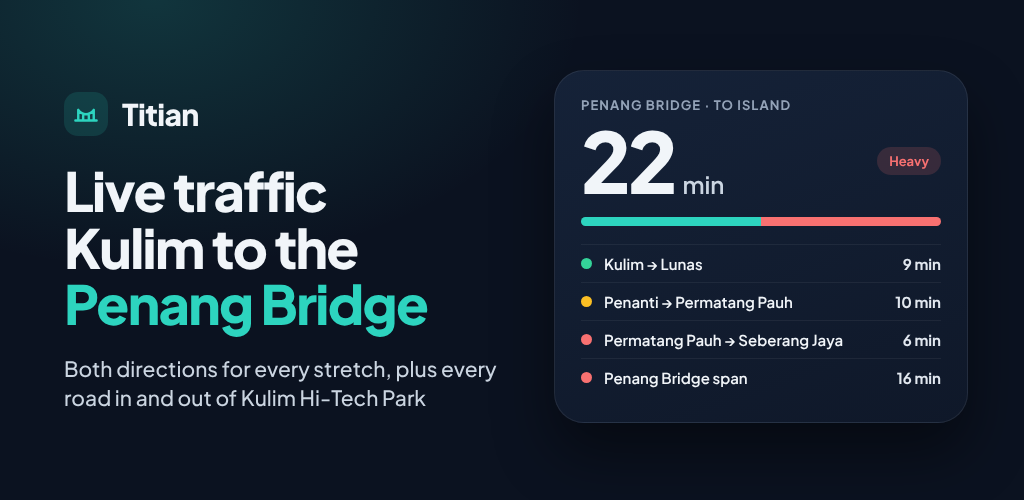 Titian
Live traffic
Kulim to the
Penang Bridge
Both directions for every stretch, plus every
road in and out of Kulim Hi-Tech Park
PENANG BRIDGE · TO ISLAND
22 min
Heavy
Kulim → Lunas 9 min
Penanti → Permatang Pauh 10 min
Permatang Pauh → Seberang Jaya 6 min
Penang Bridge span 16 min